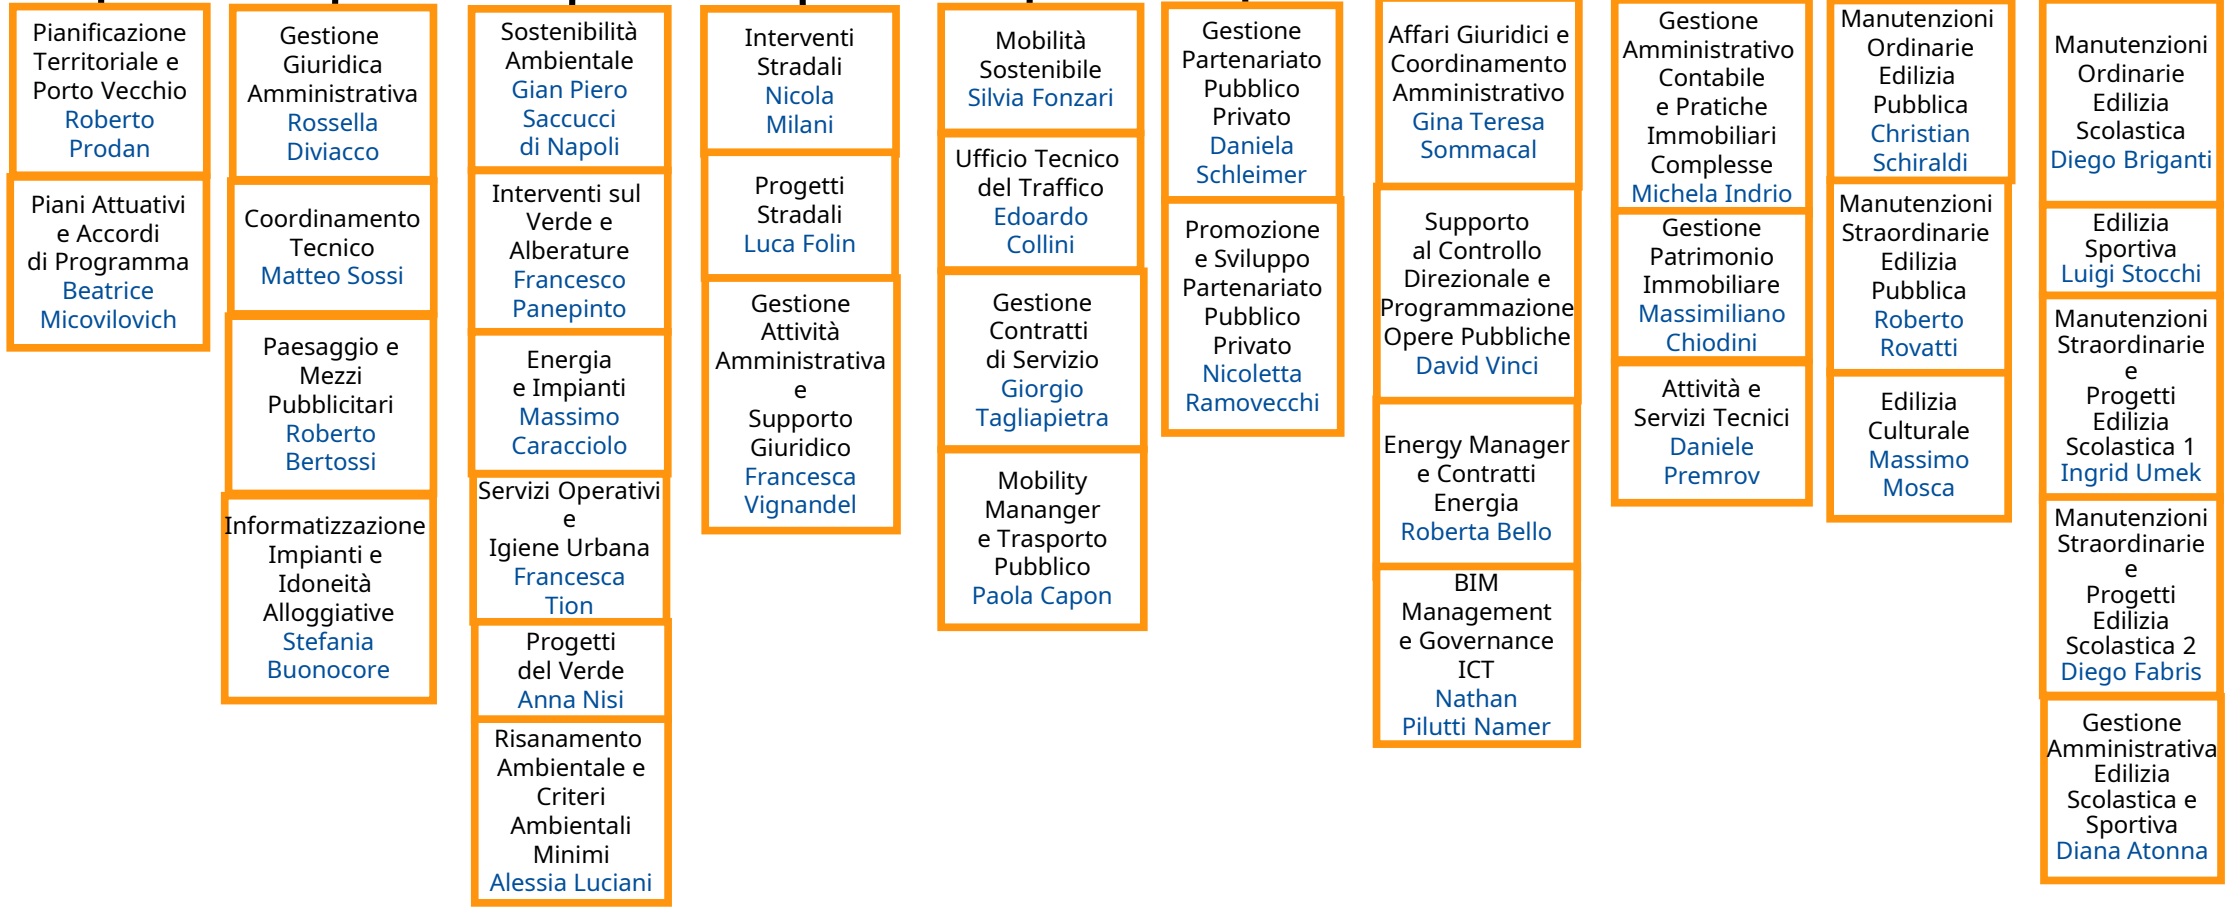 Pianificazione
Territoriale e
Porto Vecchio
Roberto
Prodan
Piani Attuativi
e Accordi
di Programma
Beatrice
Micovilovich
Gestione
Giuridica
Amministrativa
Rossella
Diviacco
Coordinamento
Tecnico
Matteo Sossi
Paesaggio e
Mezzi
Pubblicitari
Roberto
Bertossi
Informatizzazione
Impianti e
Idoneità
Alloggiative
Stefania
Buonocore
Sostenibilità
Ambientale
Gian Piero
Saccucci
di Napoli
Interventi sul
Verde e
Alberature
Francesco
Panepinto
Energia
e Impianti
Massimo
Caracciolo
Servizi Operativi
e
Igiene Urbana
Francesca
Tion
Progetti
del Verde
Anna Nisi
Risanamento
Ambientale e
Criteri
Ambientali
Minimi
Alessia Luciani
Interventi
Stradali
Nicola
Milani
Progetti
Stradali
Luca Folin
Gestione
Attività
Amministrativa
e
Supporto
Giuridico
Francesca
Vignandel
Mobilità
Sostenibile
Silvia Fonzari
Ufficio Tecnico
del Traffico
Edoardo
Collini
Gestione
Contratti
di Servizio
Giorgio
Tagliapietra
Mobility
Mananger
e Trasporto
Pubblico
Paola Capon
Gestione
Partenariato
Pubblico
Privato
Daniela
Schleimer
Promozione
e Sviluppo
Partenariato
Pubblico
Privato
Nicoletta
Ramovecchi
Affari Giuridici e
Coordinamento
Amministrativo
Gina Teresa
Sommacal
Supporto
al Controllo
Direzionale e
Programmazione
Opere Pubbliche
David Vinci
Energy Manager
e Contratti
Energia
Roberta Bello
BIM
Management
e Governance
ICT
Nathan
Pilutti Namer
Gestione
Amministrativo
Contabile
e Pratiche
Immobiliari
Complesse
Michela Indrio
Gestione
Patrimonio
Immobiliare
Massimiliano
Chiodini
Attività e
Servizi Tecnici
Daniele
Premrov
Manutenzioni
Ordinarie
Edilizia
Pubblica
Christian
Schiraldi
Manutenzioni
Straordinarie
Edilizia
Pubblica
Roberto
Rovatti
Edilizia
Culturale
Massimo
Mosca
Manutenzioni
Ordinarie
Edilizia
Scolastica
Diego Briganti
Edilizia
Sportiva
Luigi Stocchi
Manutenzioni
Straordinarie
e
Progetti
Edilizia
Scolastica 1
Ingrid Umek
Manutenzioni
Straordinarie
e
Progetti
Edilizia
Scolastica 2
Diego Fabris
Gestione
Amministrativa
Edilizia
Scolastica e
Sportiva
Diana Atonna